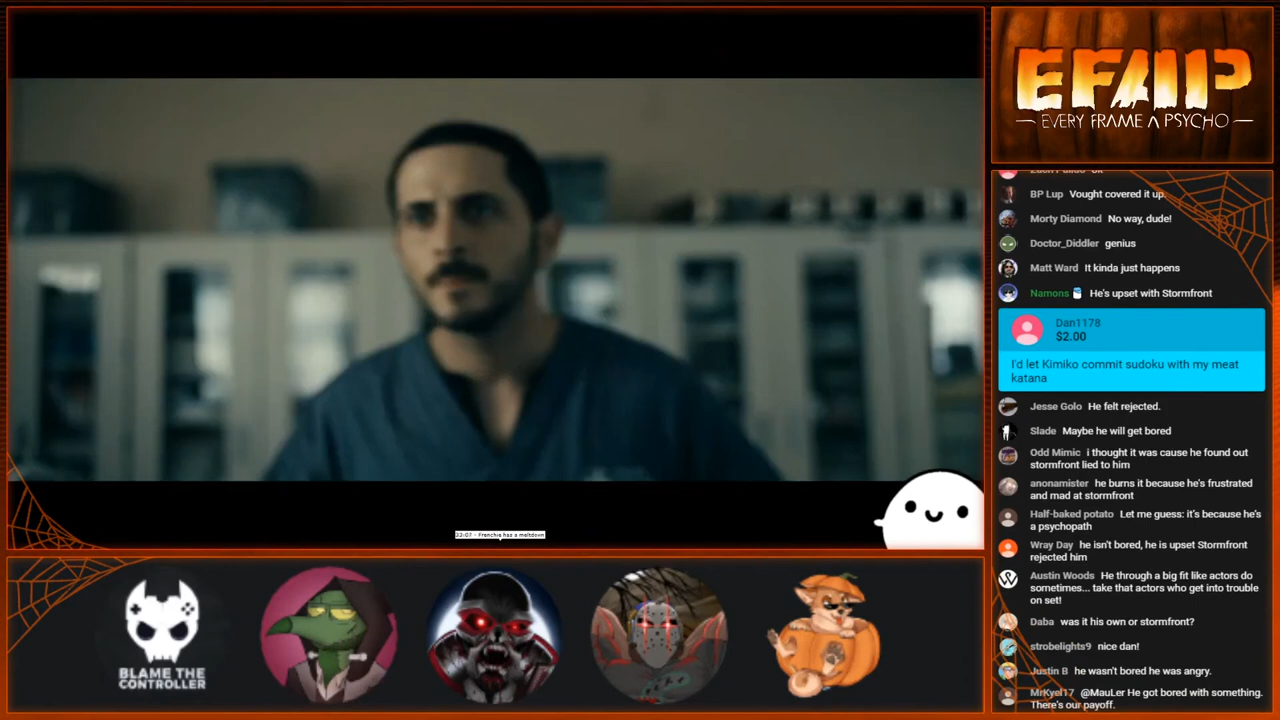 EFAP
EVERY FRAME A PSYCHO
BP Lup Vought covered it up.
Morty Diamond No way, dude!
Doctor_Diddler genius
Matt Ward It kinda just happens
Namons He's upset with Stormfront
Dan1178
$2.00
I'd let Kimiko commit sudoku with my meat
katana
Jesse Golo He felt rejected.
Slade Maybe he will get bored
Odd Mimic i thought it was cause he found out
stormfront lied to him
anonamister he burns it because he's frustrated
and mad at stormfront
Half-baked potato Let me guess: it's because he's
a psychopath
Wray Day he isn't bored, he is upset Stormfront
rejected him
Austin Woods He through a big fit like actors do
sometimes... take that actors who get into trouble
on set!
Daba was it his own or stormfront?
strobelights9 nice dan!
Justin B he wasn't bored he was angry.
MrKyel17 @MauLer He got bored with something.
There's our payoff.
33:07 - Frenchie has a meltdown
BLAME THE
CONTROLLER